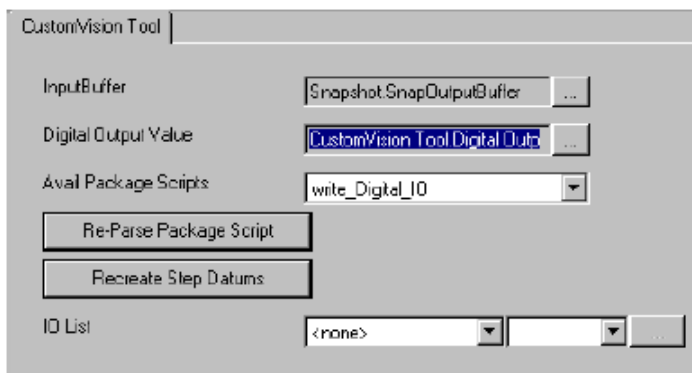 CustomVision Tool
InputBuffer
Snapshot.SnapOutputBuffer ...
Digital Output Value
CustomVision Tool.Digital Outp ...
Avail Package Scripts
write_Digital_IO
Re-Parse Package Script
Recreate Step Datums
IO List
<none> ...